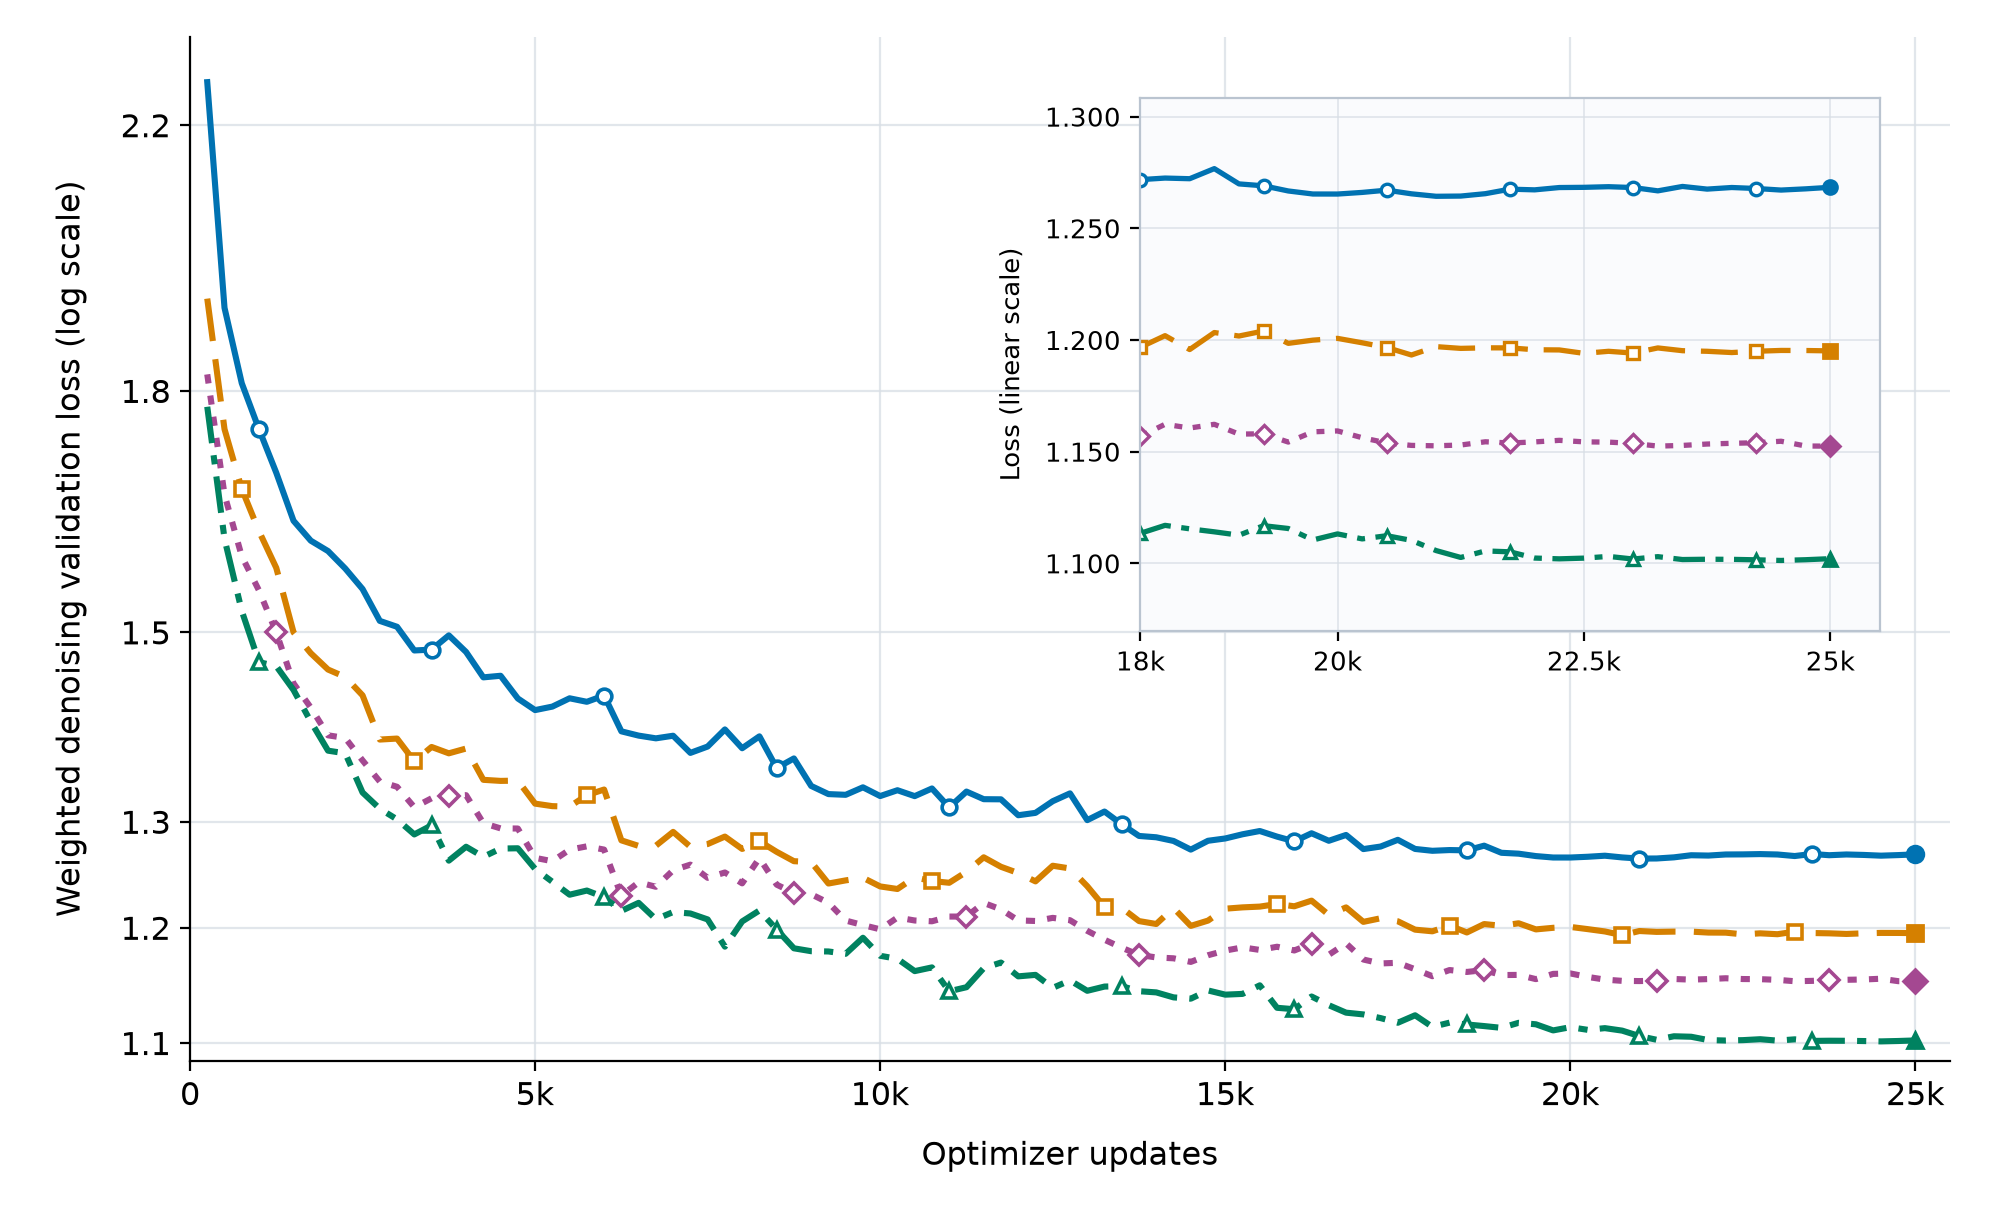 Weighted denoising validation loss (log scale)
2.2
1.8
1.5
1.3
1.2
1.1
0
5k
10k
15k
20k
25k
Optimizer updates
Loss (linear scale)
1.300
1.250
1.200
1.150
1.100
18k
20k
22.5k
25k